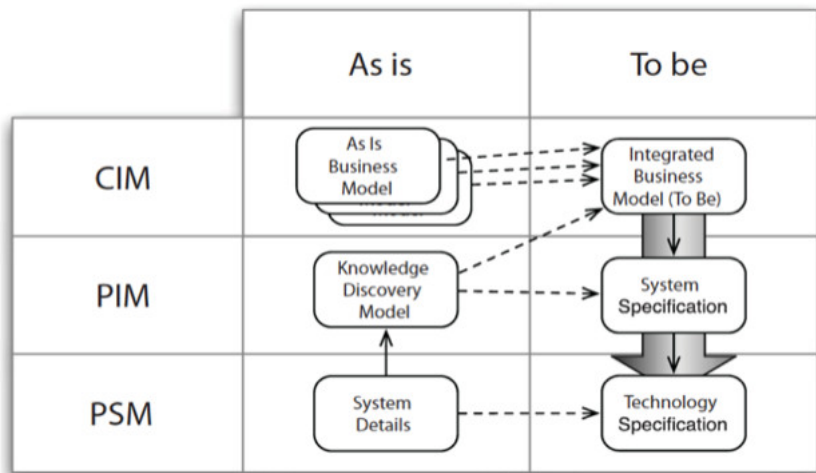 As is
To be
CIM
As Is
Business
Model
Integrated
Business
Model (To Be)
PIM
Knowledge
Discovery
Model
System
Specification
PSM
System
Details
Technology
Specification